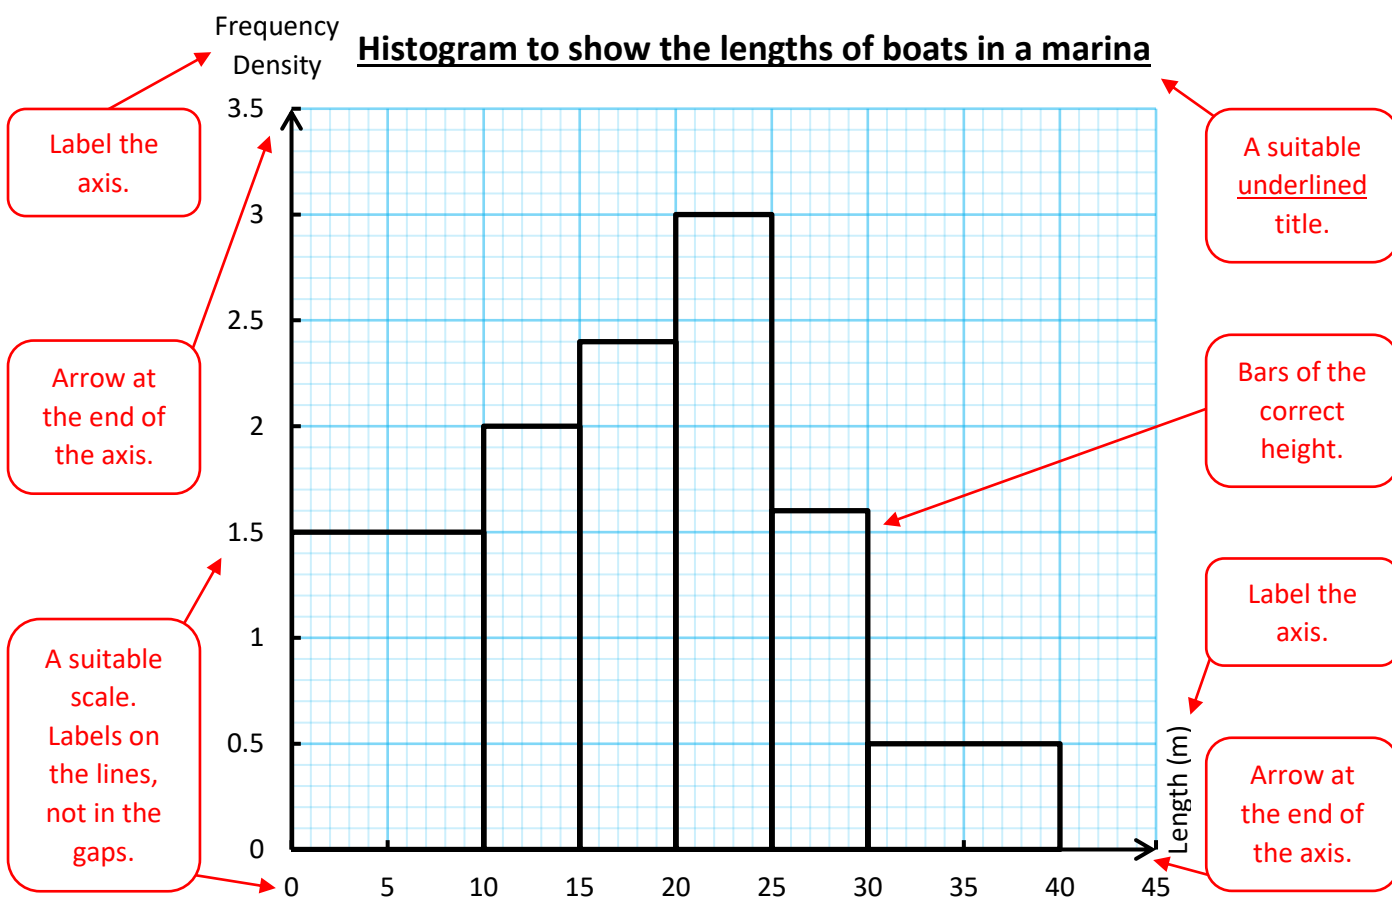 Frequency
Density
Histogram to show the lengths of boats in a marina
Label the
axis.
A suitable
underlined
title.
Arrow at
the end of
the axis.
Bars of the
correct
height.
A suitable
scale.
Labels on
the lines,
not in the
gaps.
Label the
axis.
Arrow at
the end of
the axis.
3.5
3
2.5
2
1.5
1
0.5
0
0 5 10 15 20 25 30 35 40 45
Length (m)